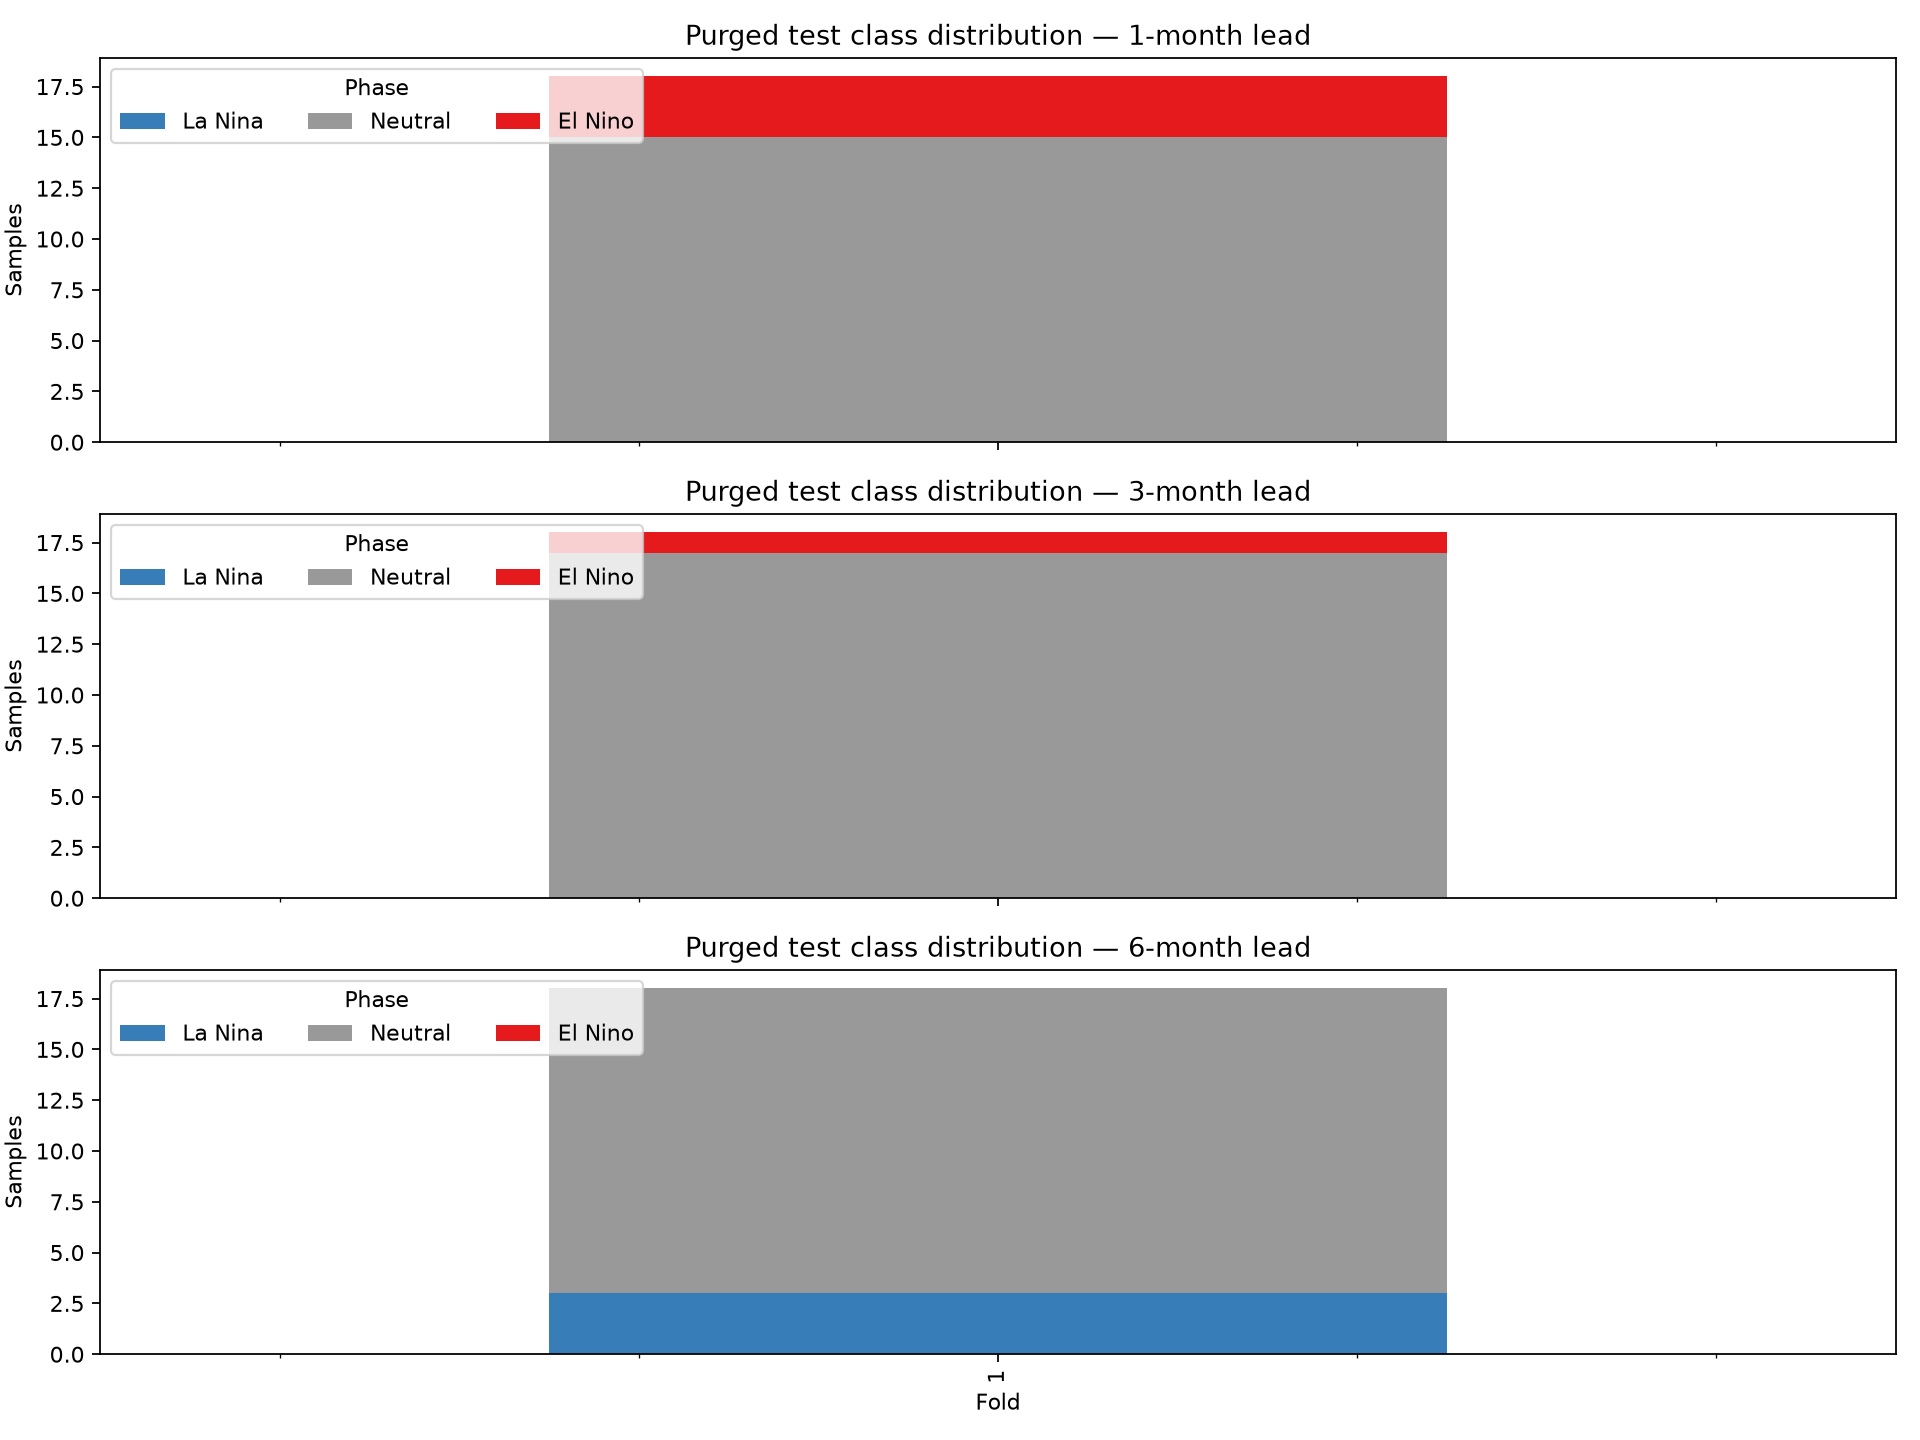 Purged test class distribution — 1-month lead
Phase
La Nina Neutral El Nino
17.5
15.0
12.5
10.0
7.5
5.0
2.5
0.0
Samples
Purged test class distribution — 3-month lead
Phase
La Nina Neutral El Nino
17.5
15.0
12.5
10.0
7.5
5.0
2.5
0.0
Samples
Purged test class distribution — 6-month lead
Phase
La Nina Neutral El Nino
17.5
15.0
12.5
10.0
7.5
5.0
2.5
0.0
Samples
1
Fold